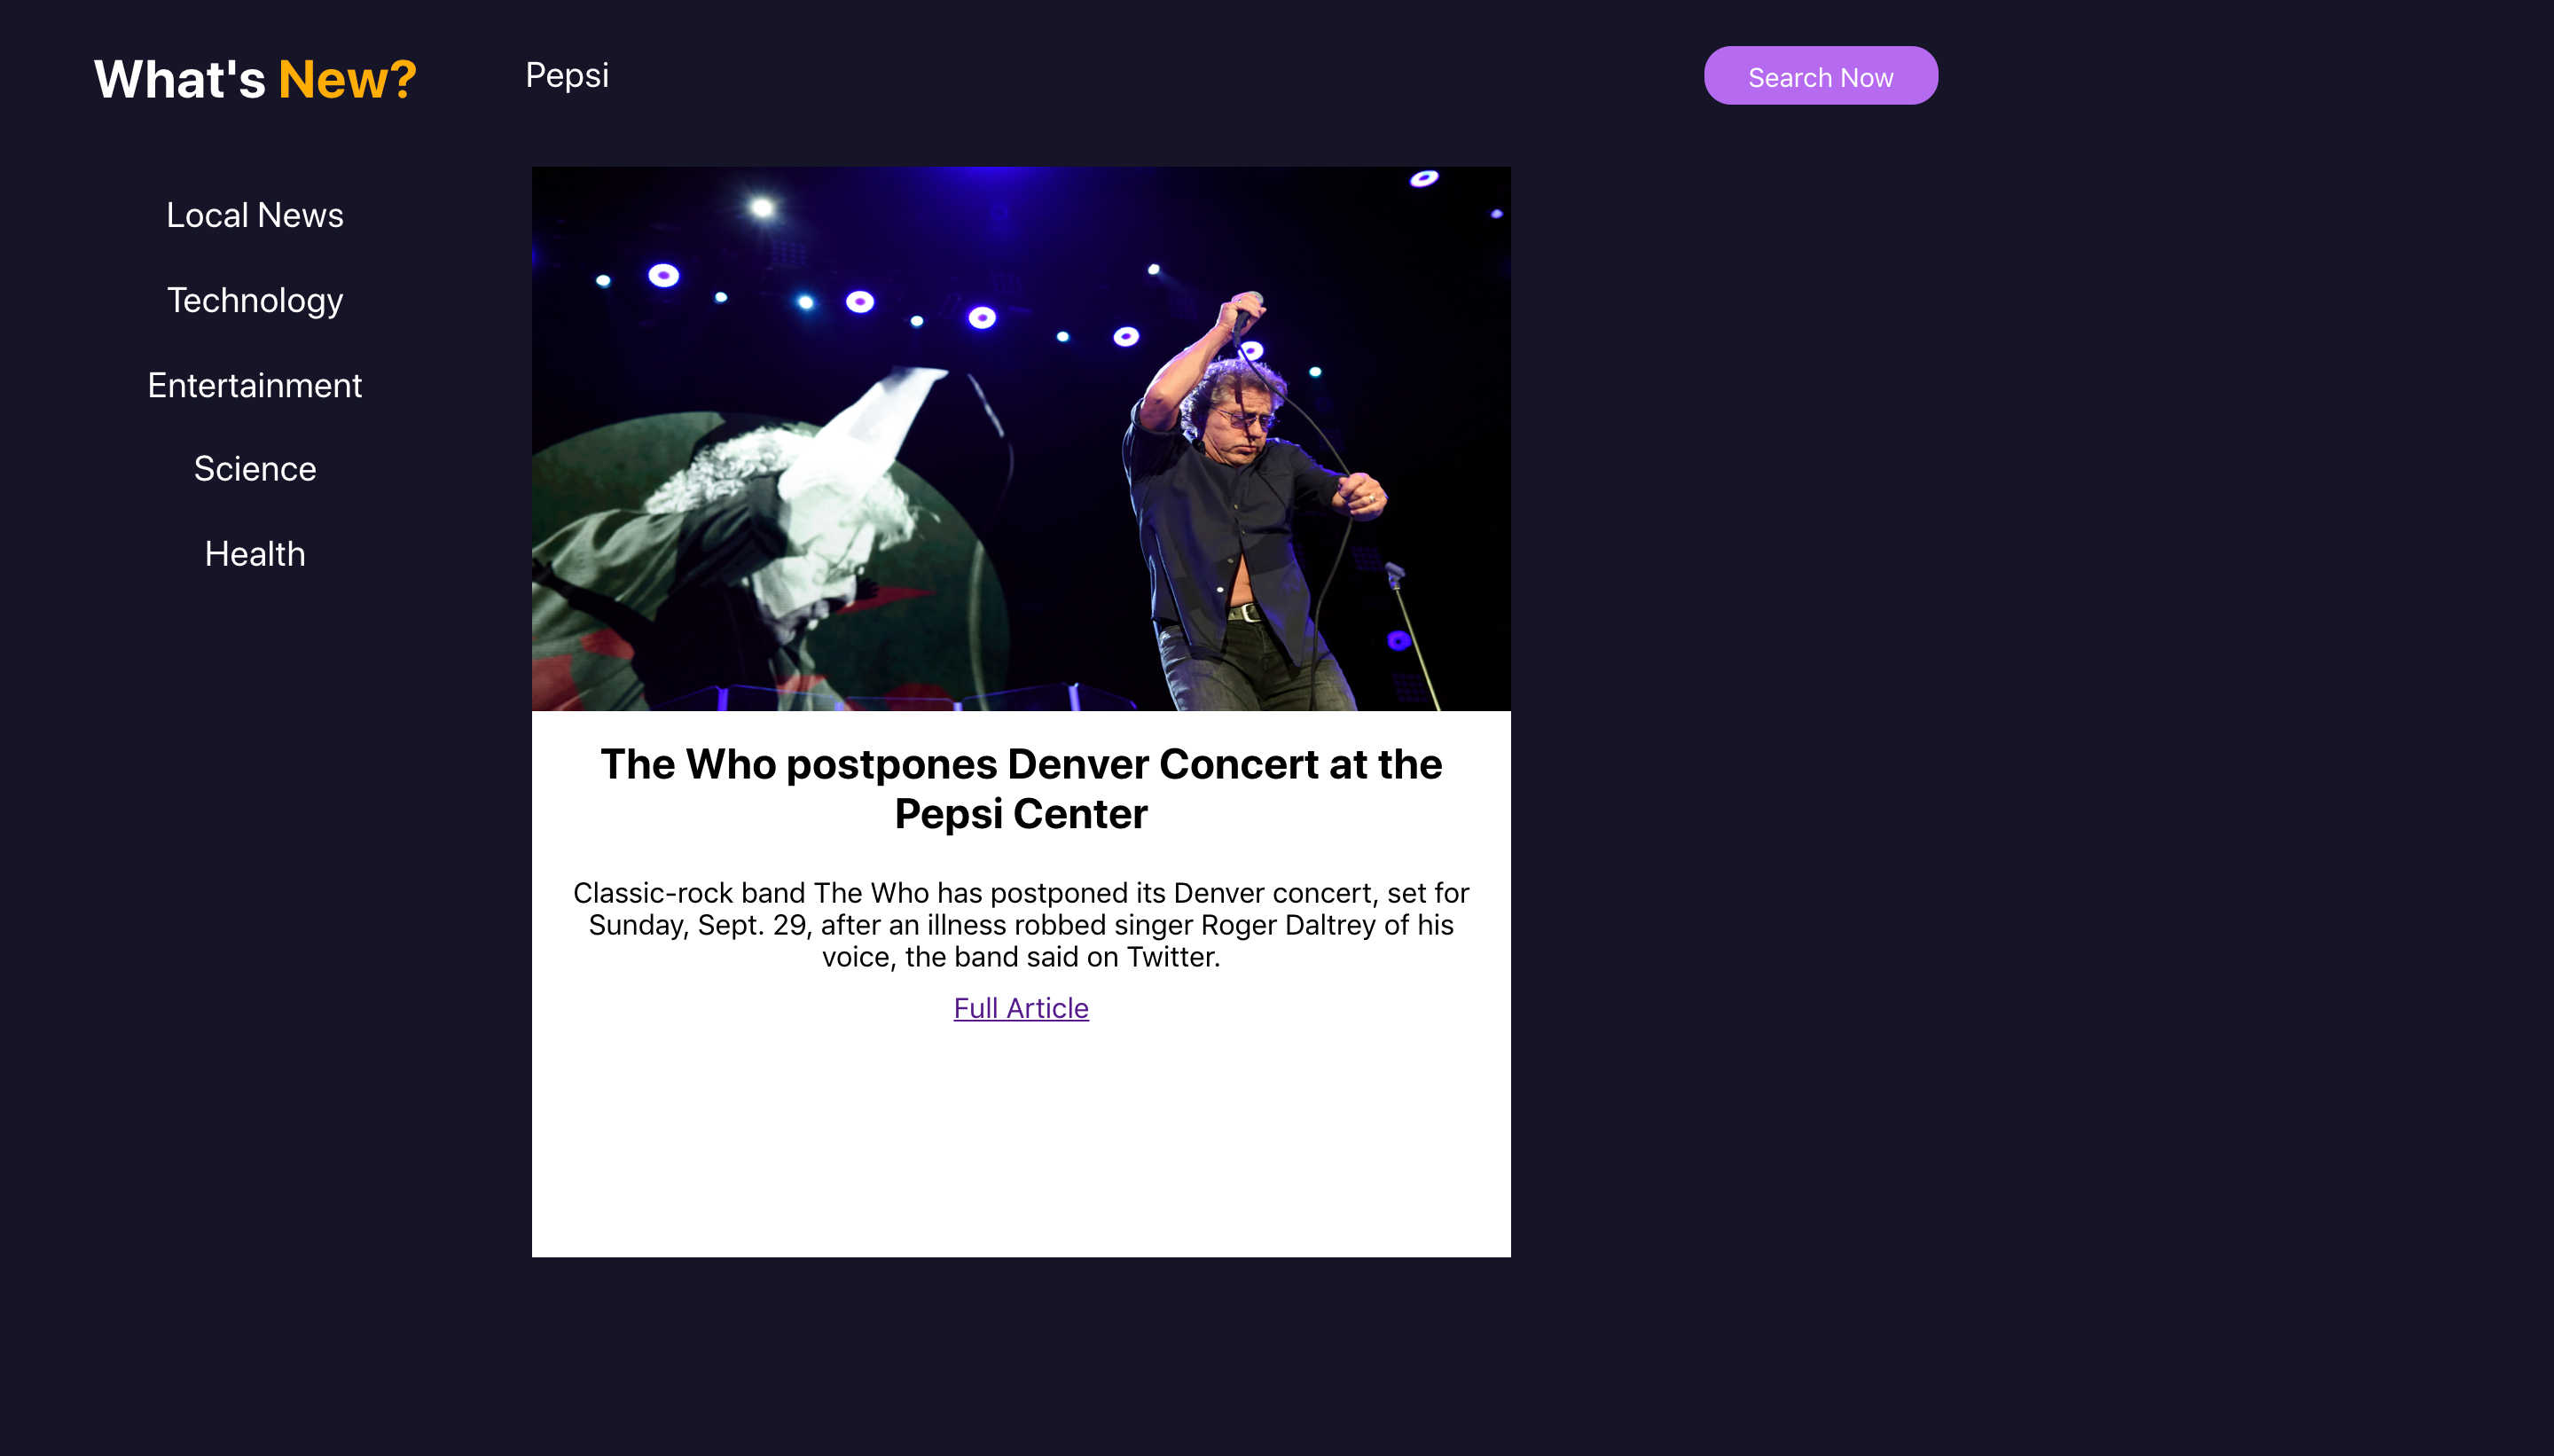 What's New?
Pepsi
Search Now
Local News
Technology
Entertainment
Science
Health
The Who postpones Denver Concert at the
Pepsi Center
Classic-rock band The Who has postponed its Denver concert, set for
Sunday, Sept. 29, after an illness robbed singer Roger Daltrey of his
voice, the band said on Twitter.
Full Article